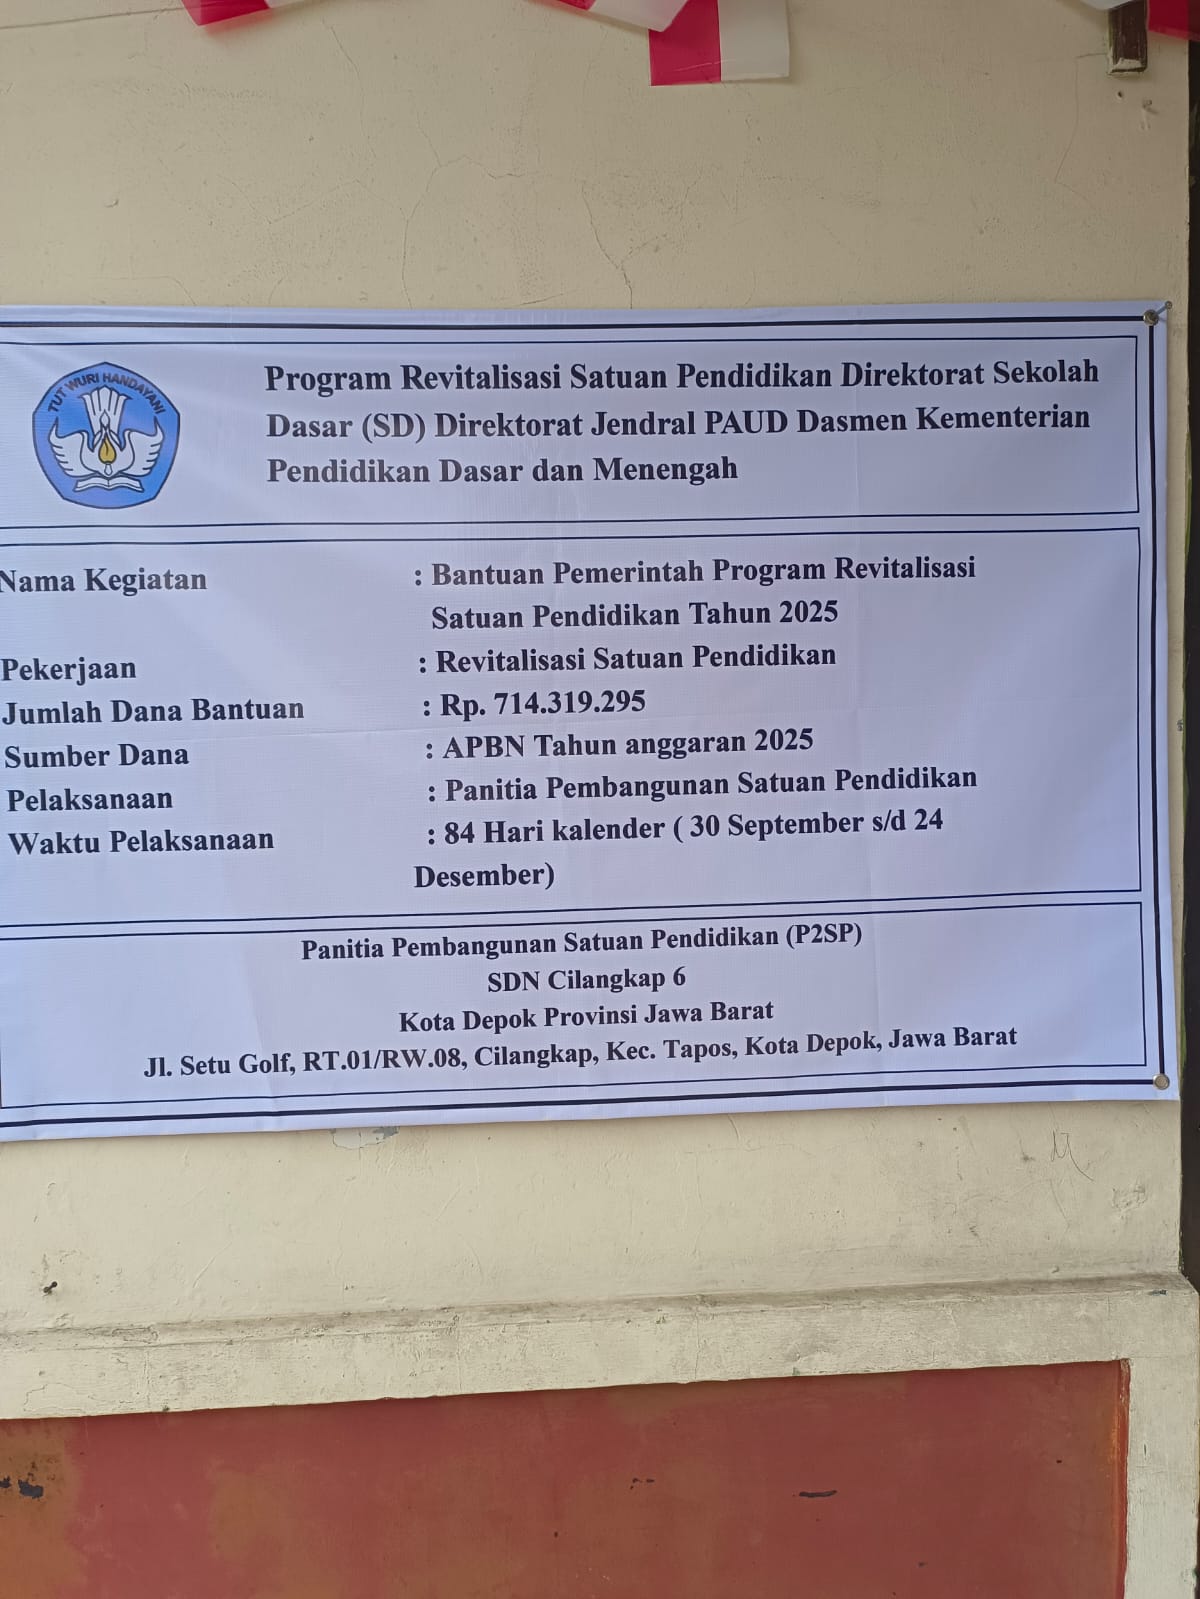 TUT WURI HANDAYANI
Program Revitalisasi Satuan Pendidikan Direktorat Sekolah
Dasar (SD) Direktorat Jendral PAUD Dasmen Kementerian
Pendidikan Dasar dan Menengah
Nama Kegiatan : Bantuan Pemerintah Program Revitalisasi
Satuan Pendidikan Tahun 2025
Pekerjaan : Revitalisasi Satuan Pendidikan
Jumlah Dana Bantuan : Rp. 714.319.295
Sumber Dana : APBN Tahun anggaran 2025
Pelaksanaan : Panitia Pembangunan Satuan Pendidikan
Waktu Pelaksanaan : 84 Hari kalender ( 30 September s/d 24
Desember)
Panitia Pembangunan Satuan Pendidikan (P2SP)
SDN Cilangkap 6
Kota Depok Provinsi Jawa Barat
Jl. Setu Golf, RT.01/RW.08, Cilangkap, Kec. Tapos, Kota Depok, Jawa Barat